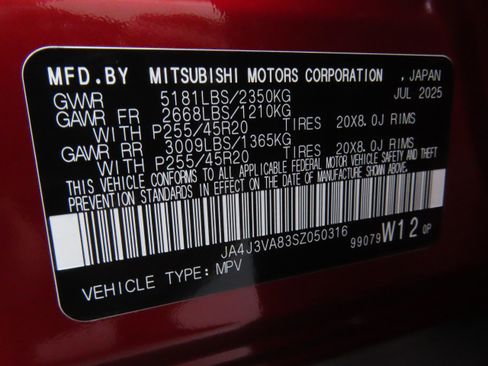 MFD.BY MITSUBISHI MOTORS CORPORATION , JAPAN
GVWR 5181LBS/2350KG JUL 2025
GAWR FR 2668LBS/1210KG
WITH P255/45R20 TIRES 20X8.0J RIMS
GAWR RR 3009LBS/1365KG
WITH P255/45R20 TIRES 20X8.0J RIMS
THIS VEHICLE CONFORMS TO ALL APPLICABLE FEDERAL MOTOR VEHICLE SAFETY AND THEFT
PREVENTION STANDARDS IN EFFECT ON THE DATE OF MANUFACTURE SHOWN ABOVE.
JA4J3VA83SZ050316
99079 W12 0P
VEHICLE TYPE: MPV